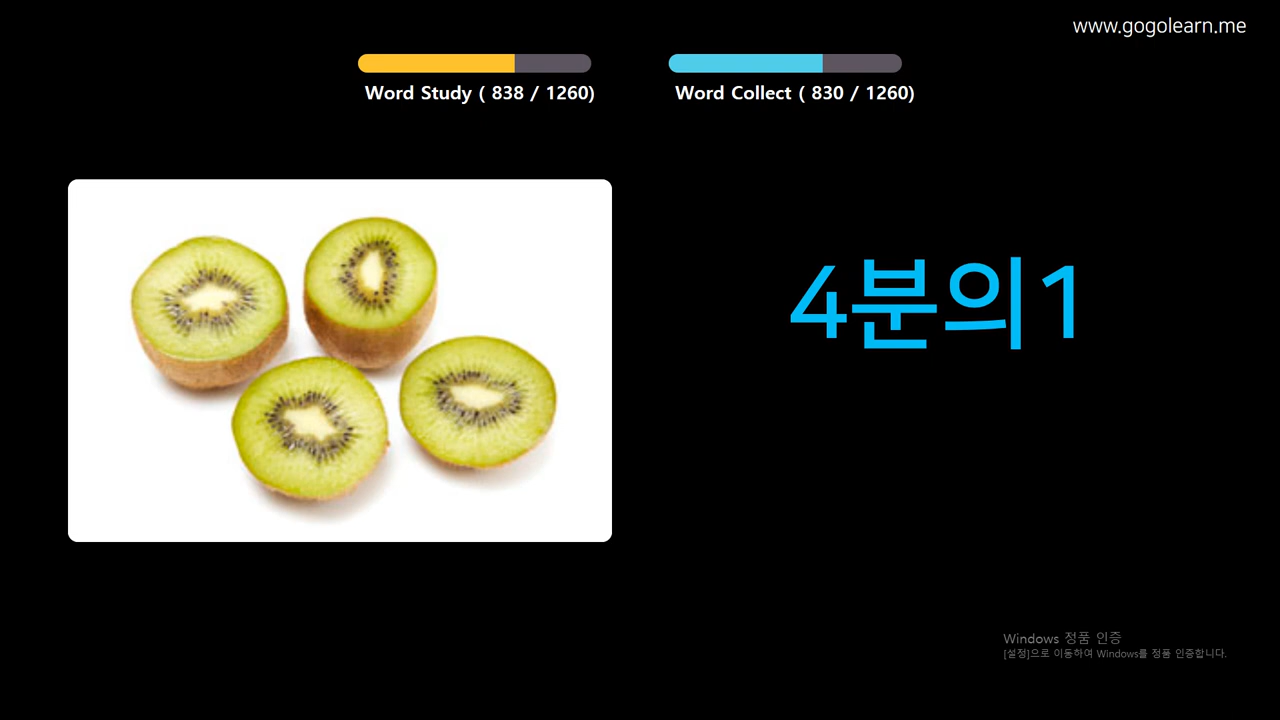 www.gogolearn.me
Word Study ( 838 / 1260)
Word Collect ( 830 / 1260)
4분의1
Windows 정품 인증
[설정]으로 이동하여 Windows를 정품 인증합니다.